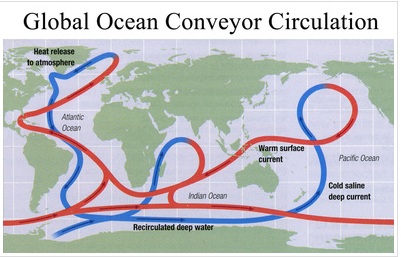 Global Ocean Conveyor Circulation
Heat release
to atmosphere
Atlantic
Ocean
Warm surface
current
Pacific Ocean
Cold saline
deep current
Indian Ocean
Recirculated deep water